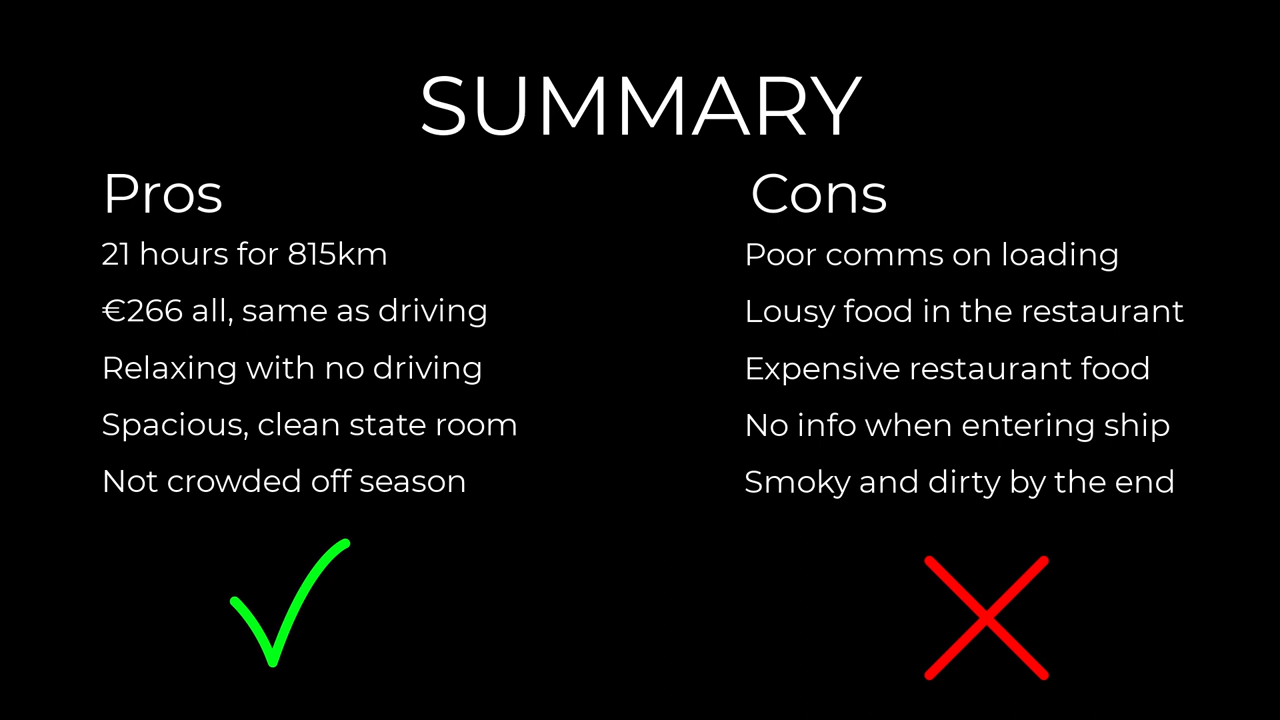 SUMMARY
Pros
21 hours for 815km
€266 all, same as driving
Relaxing with no driving
Spacious, clean state room
Not crowded off season
Cons
Poor comms on loading
Lousy food in the restaurant
Expensive restaurant food
No info when entering ship
Smoky and dirty by the end